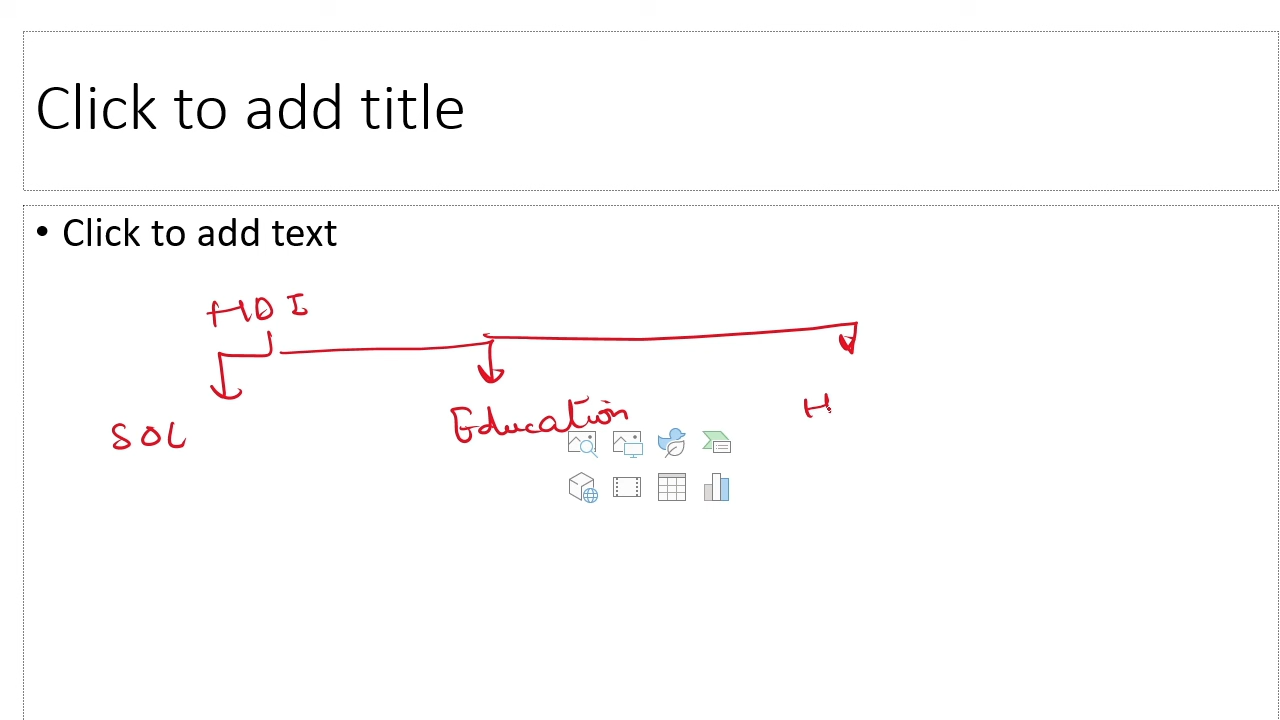 Click to add title
• Click to add text
HDI
SOL
Education
H